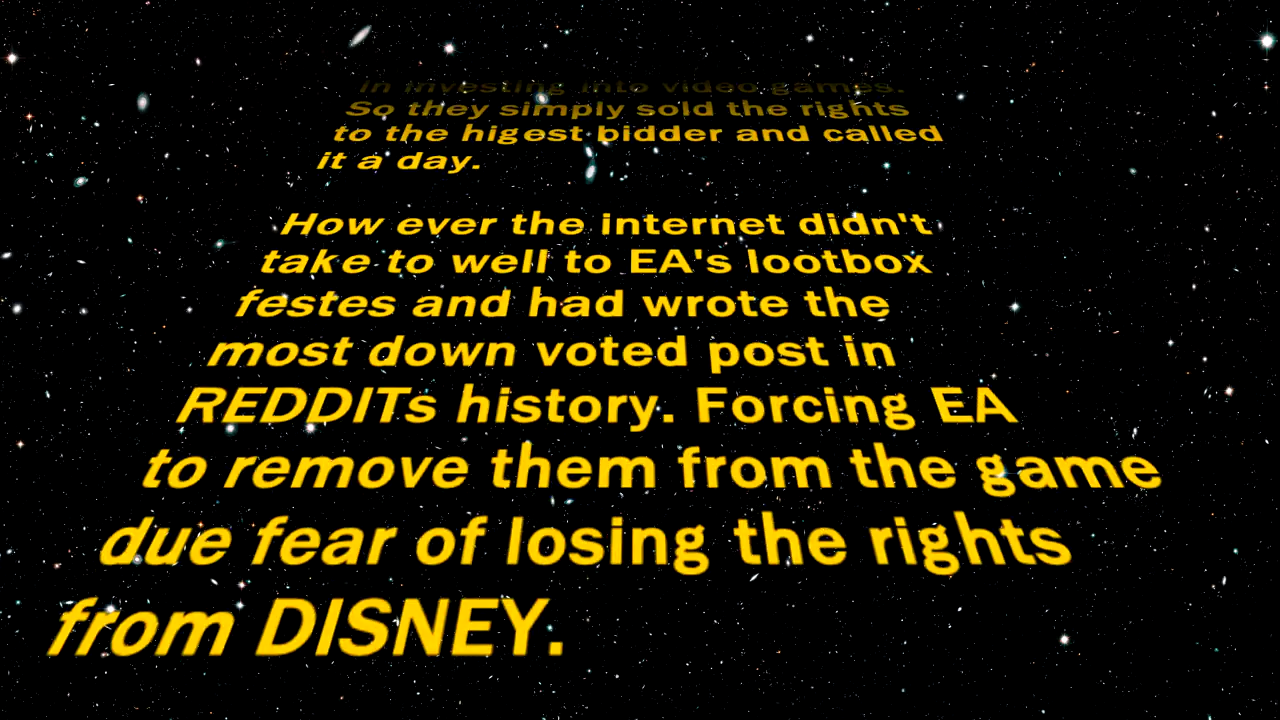 in investing into video games.
So they simply sold the rights
to the higest bidder and called
it a day.
How ever the internet didn't
take to well to EA's lootbox
festes and had wrote the
most down voted post in
REDDITs history. Forcing EA
to remove them from the game
due fear of losing the rights
from DISNEY.